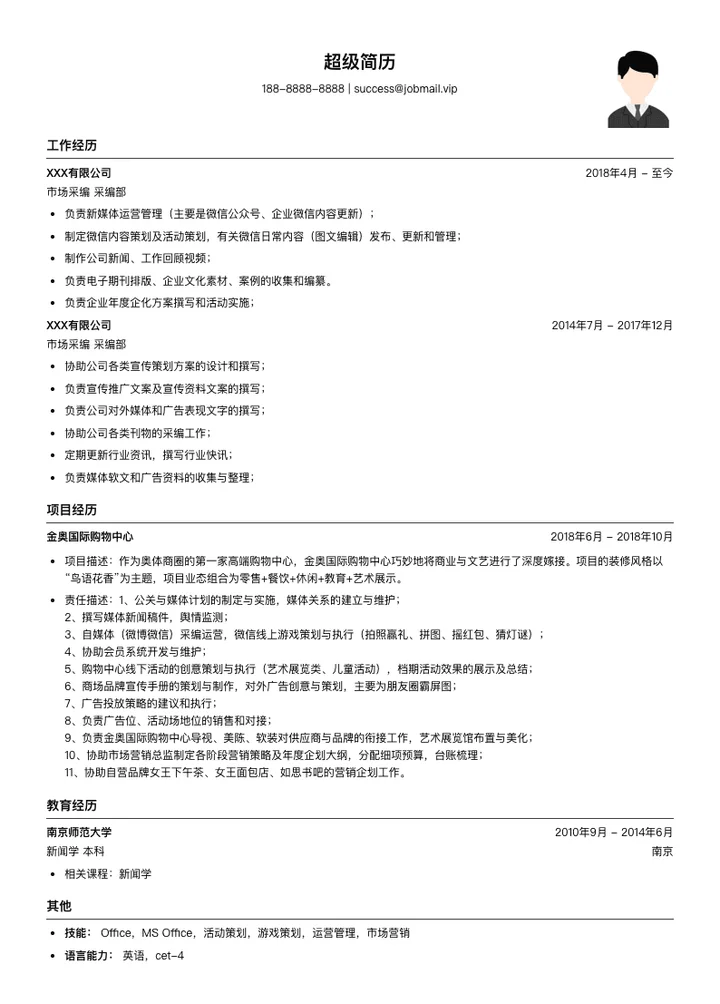 超级简历
188-8888-8888 | success@jobmail.vip
工作经历
XXX有限公司 2018年4月 – 至今
市场采编 采编部
• 负责新媒体运营管理（主要是微信公众号、企业微信内容更新）；
• 制定微信内容策划及活动策划，有关微信日常内容（图文编辑）发布、更新和管理；
• 制作公司新闻、工作回顾视频；
• 负责电子期刊排版、企业文化素材、案例的收集和编纂。
• 负责企业年度企化方案撰写和活动实施；
XXX有限公司 2014年7月 – 2017年12月
市场采编 采编部
• 协助公司各类宣传策划方案的设计和撰写；
• 负责宣传推广文案及宣传资料文案的撰写；
• 负责公司对外媒体和广告表现文字的撰写；
• 协助公司各类刊物的采编工作；
• 定期更新行业资讯，撰写行业快讯；
• 负责媒体软文和广告资料的收集与整理；
项目经历
金奥国际购物中心 2018年6月 – 2018年10月
• 项目描述：作为奥体商圈的第一家高端购物中心，金奥国际购物中心巧妙地将商业与文艺进行了深度嫁接。项目的装修风格以
“鸟语花香”为主题，项目业态组合为零售+餐饮+休闲+教育+艺术展示。
• 责任描述：1、公关与媒体计划的制定与实施，媒体关系的建立与维护；
2、撰写媒体新闻稿件，舆情监测；
3、自媒体（微博微信）采编运营，微信线上游戏策划与执行（拍照赢礼、拼图、摇红包、猜灯谜）；
4、协助会员系统开发与维护；
5、购物中心线下活动的创意策划与执行（艺术展览类、儿童活动），档期活动效果的展示及总结；
6、商场品牌宣传手册的策划与制作，对外广告创意与策划，主要为朋友圈霸屏图；
7、广告投放策略的建议和执行；
8、负责广告位、活动场地位的销售和对接；
9、负责金奥国际购物中心导视、美陈、软装对供应商与品牌的衔接工作，艺术展览馆布置与美化；
10、协助市场营销总监制定各阶段营销策略及年度企划大纲，分配细项预算，台账梳理；
11、协助自营品牌女王下午茶、女王面包店、如思书吧的营销企划工作。
教育经历
南京师范大学 2010年9月 – 2014年6月
新闻学 本科 南京
• 相关课程：新闻学
其他
• 技能： Office，MS Office，活动策划，游戏策划，运营管理，市场营销
• 语言能力： 英语，cet-4